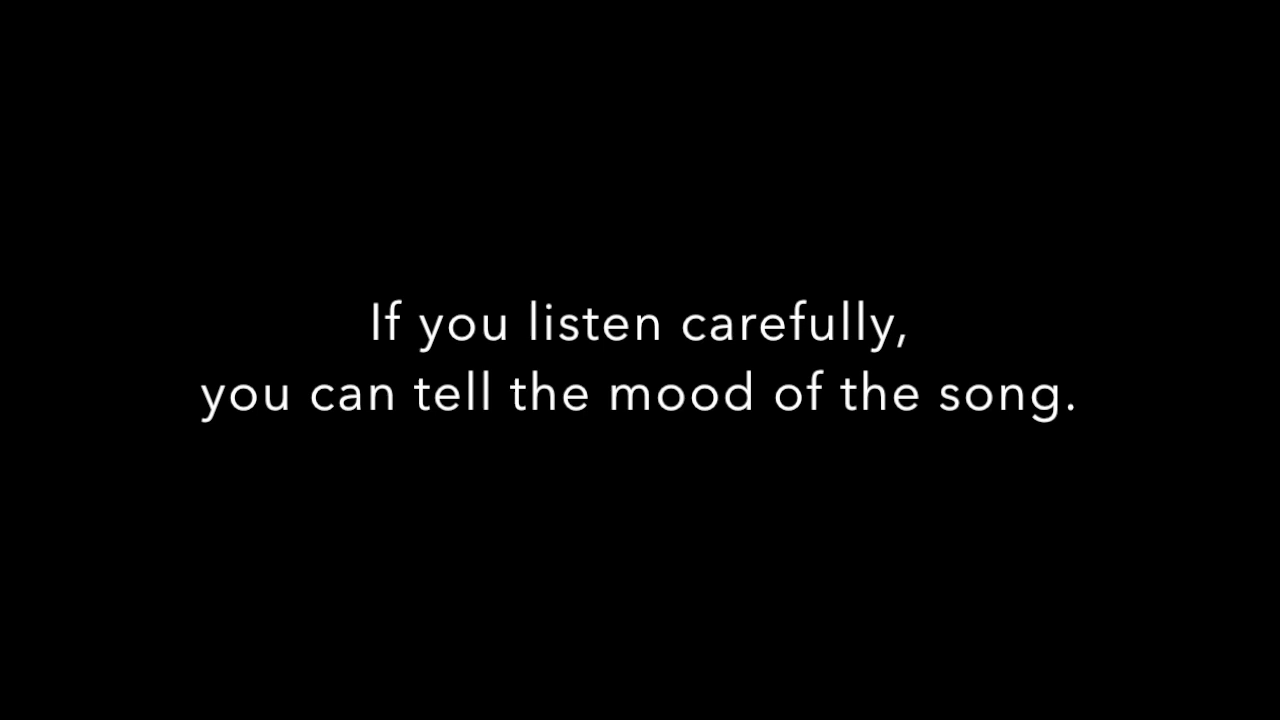 If you listen carefully,
you can tell the mood of the song.